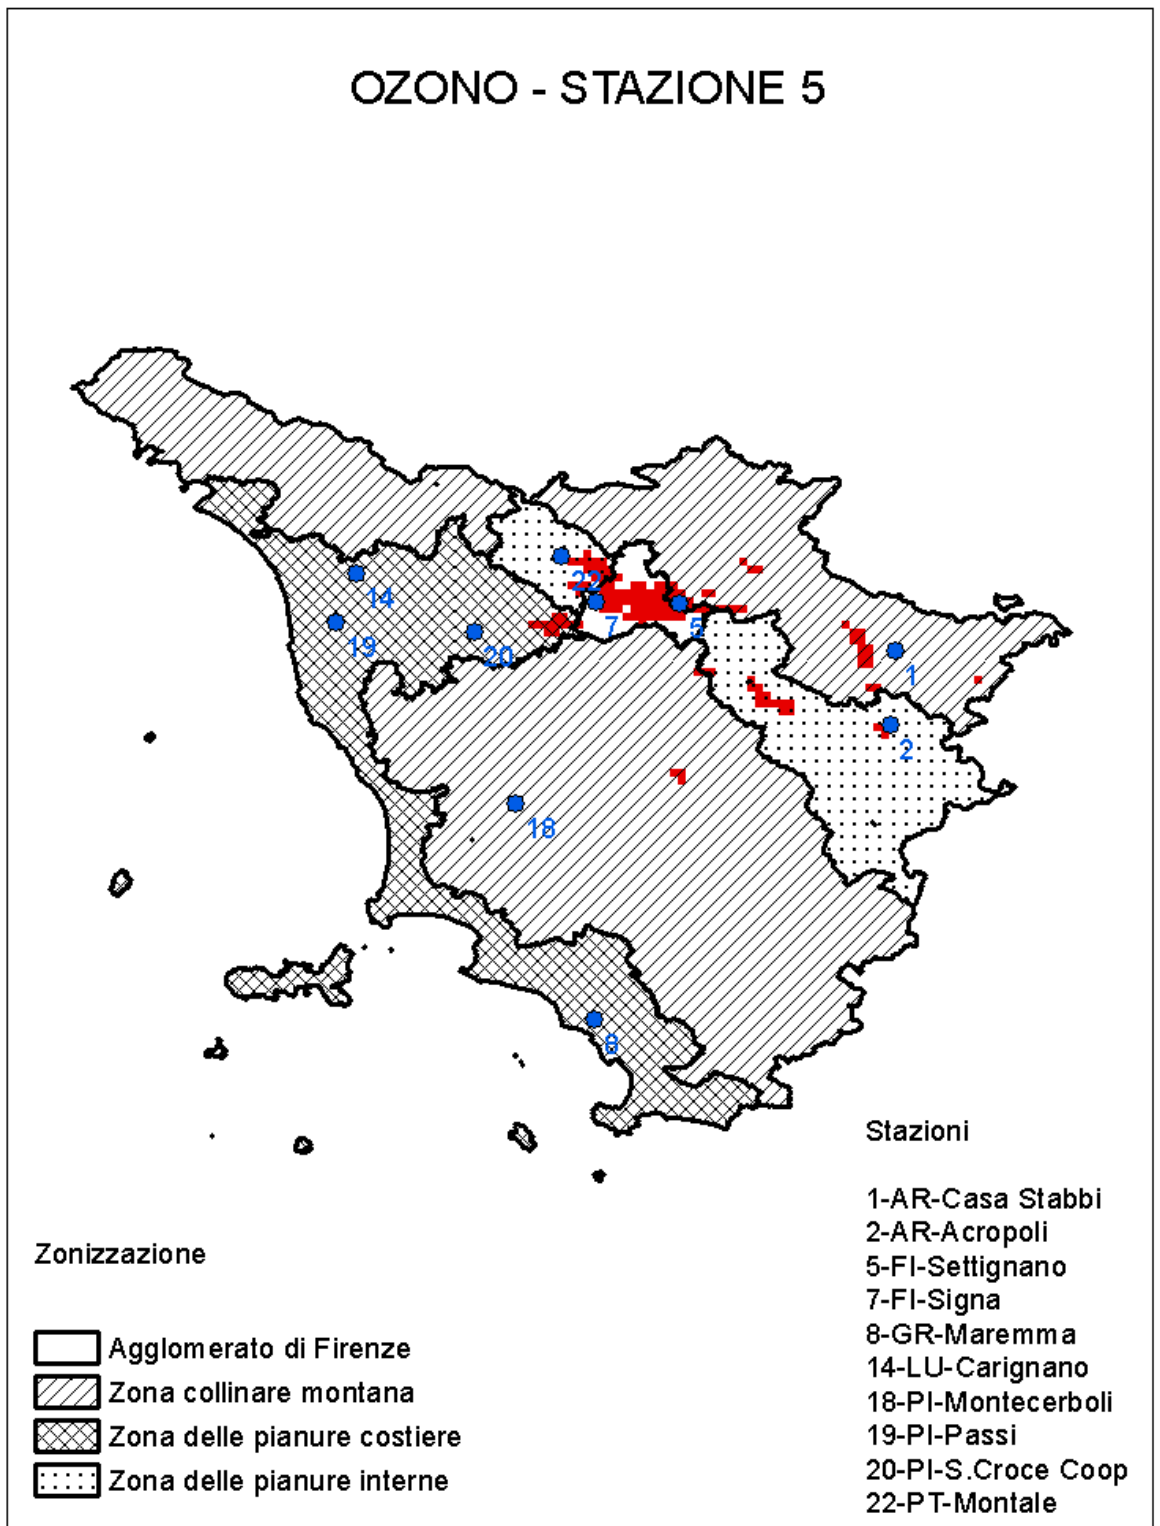 OZONO - STAZIONE 5
22
7
5
14
19
20
1
2
18
8
Stazioni
1-AR-Casa Stabbi
2-AR-Acropoli
5-FI-Settignano
7-FI-Signa
8-GR-Maremma
14-LU-Carignano
18-PI-Montecerboli
19-PI-Passi
20-PI-S.Croce Coop
22-PT-Montale
Zonizzazione
Agglomerato di Firenze
Zona collinare montana
Zona delle pianure costiere
Zona delle pianure interne